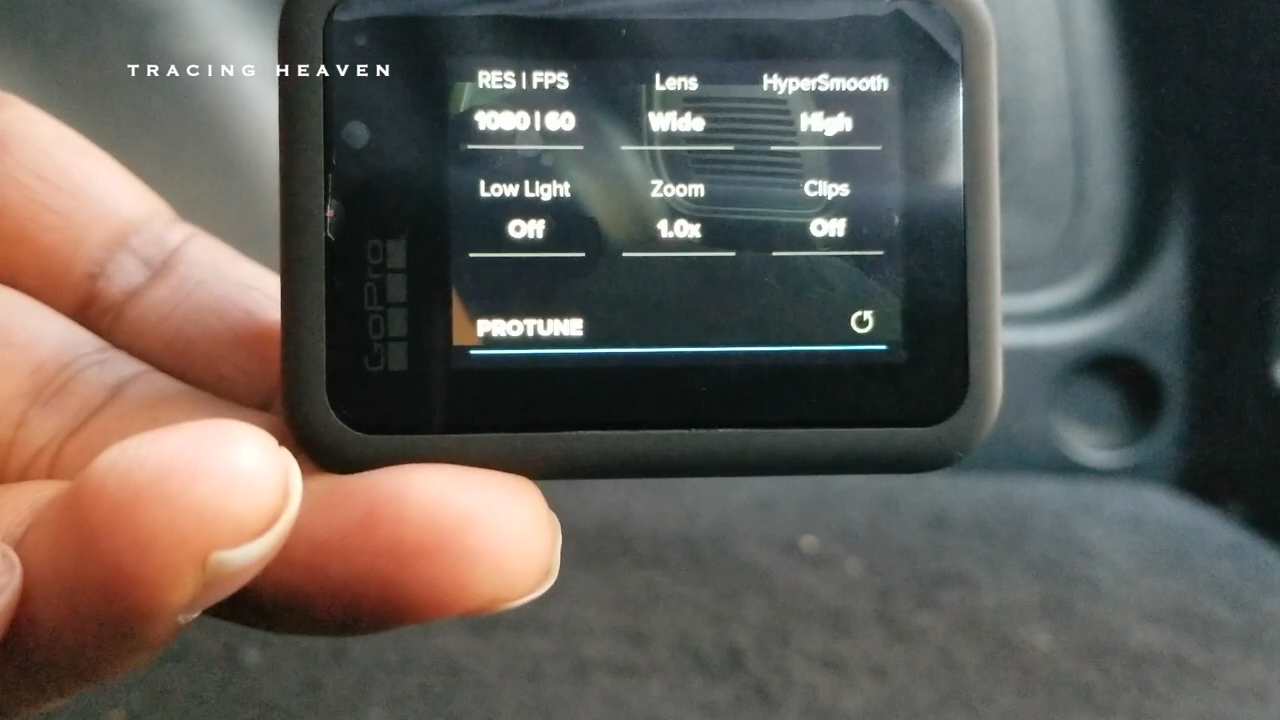 TRACING HEAVEN
RES | FPS Lens HyperSmooth
1080 | 60 Wide High
Low Light Zoom Clips
Off 1.0x Off
PROTUNE
GoPro